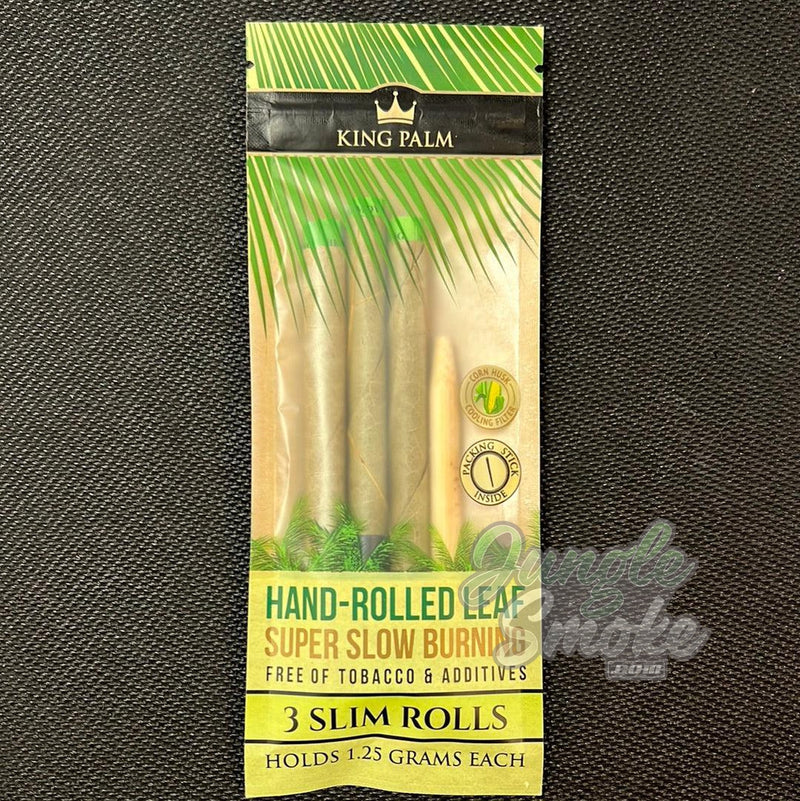 KING PALM
CORN HUSK
COOLING FILTER
PACKING STICK
INSIDE
HAND-ROLLED LEAF
SUPER SLOW BURNING
FREE OF TOBACCO & ADDITIVES
3 SLIM ROLLS
HOLDS 1.25 GRAMS EACH
Jungle
Smoke
.com